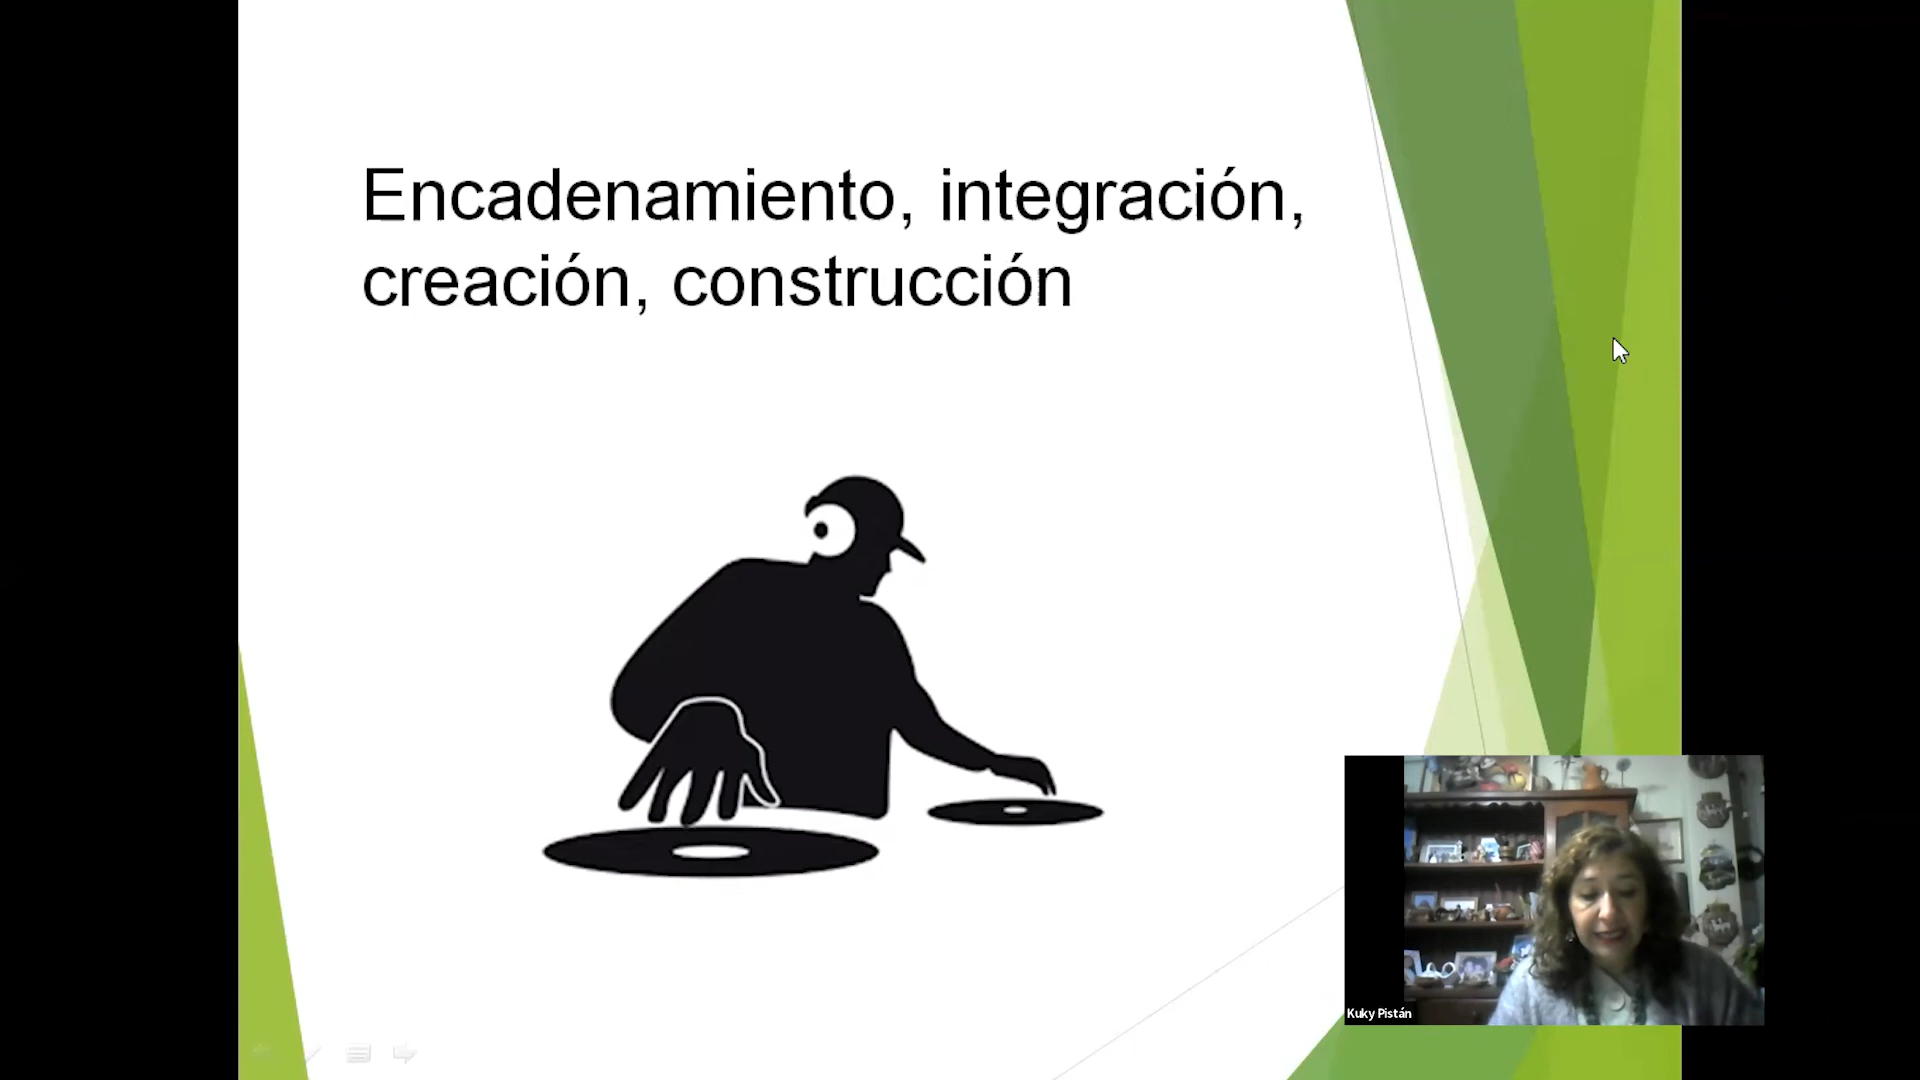 Encadenamiento, integración,
creación, construcción
Kuky Pistán